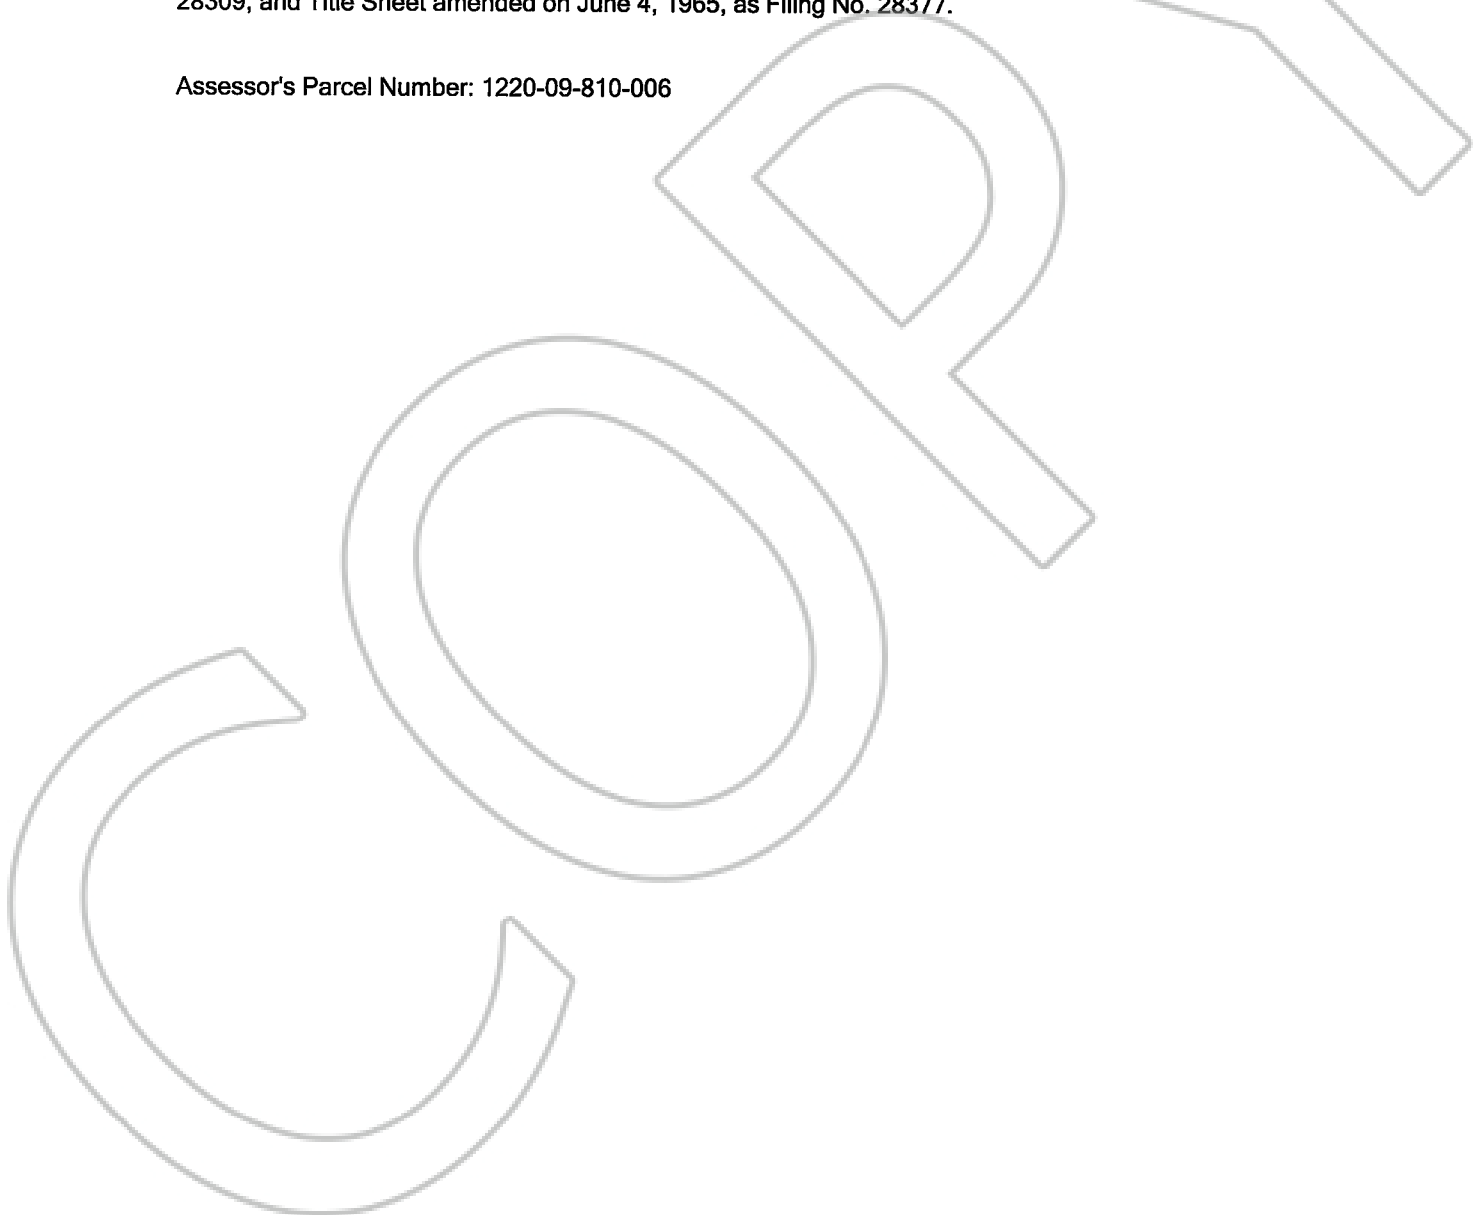 28309, and Title Sheet amended on June 4, 1965, as Filing No. 28377.
Assessor's Parcel Number: 1220-09-810-006
COPY